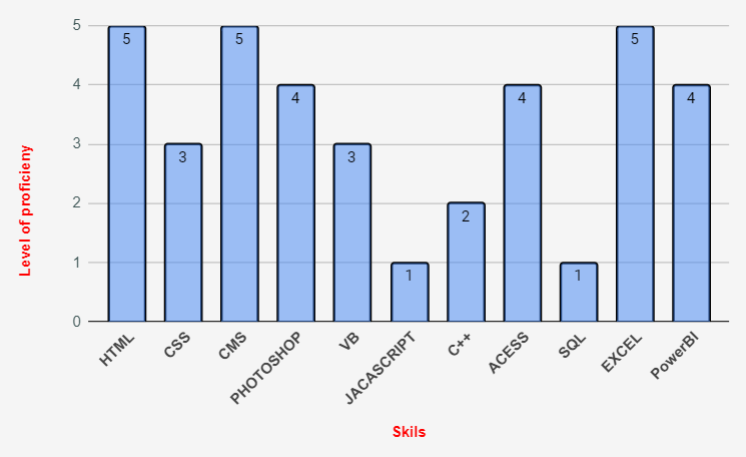 5
4
3
2
1
0
Level of proficieny
5
3
5
4
3
1
2
4
1
5
4
HTML
CSS
CMS
PHOTOSHOP
VB
JACASCRIPT
C++
ACESS
SQL
EXCEL
PowerBI
Skils